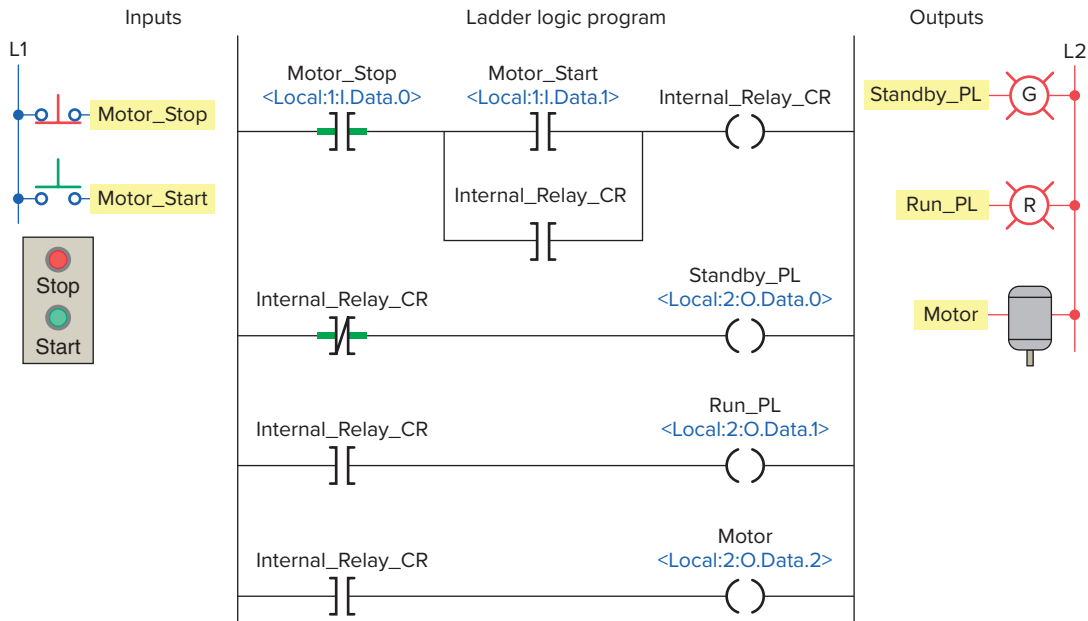 Inputs
Ladder logic program
Outputs
L1
L2
Motor_Stop
Motor_Start
Stop
Start
Motor_Stop
<Local:1:I.Data.0>
Motor_Start
<Local:1:I.Data.1>
Internal_Relay_CR
Internal_Relay_CR
Internal_Relay_CR
Standby_PL
<Local:2:O.Data.0>
Internal_Relay_CR
Run_PL
<Local:2:O.Data.1>
Internal_Relay_CR
Motor
<Local:2:O.Data.2>
Standby_PL
G
Run_PL
R
Motor